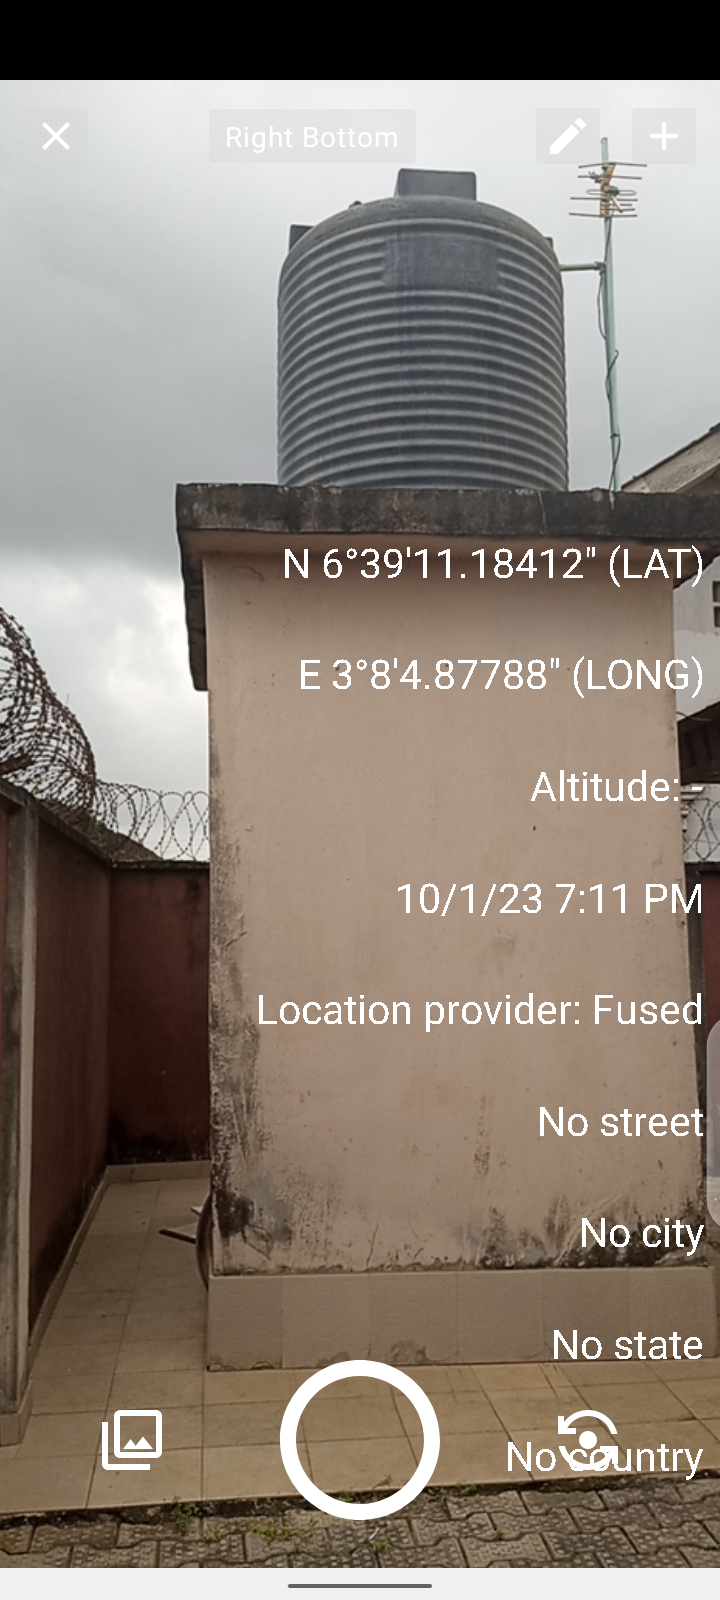 Right Bottom
N 6°39'11.18412" (LAT)
E 3°8'4.87788" (LONG)
Altitude: -
10/1/23 7:11 PM
Location provider: Fused
No street
No city
No state
No country